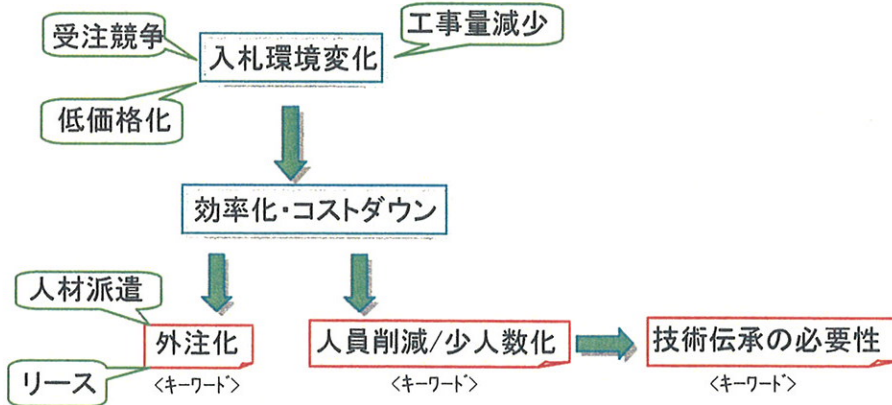 受注競争
工事量減少
入札環境変化
低価格化
効率化・コストダウン
人材派遣
外注化
人員削減/少人数化
技術伝承の必要性
リース
<キーワード>
<キーワード>
<キーワード>